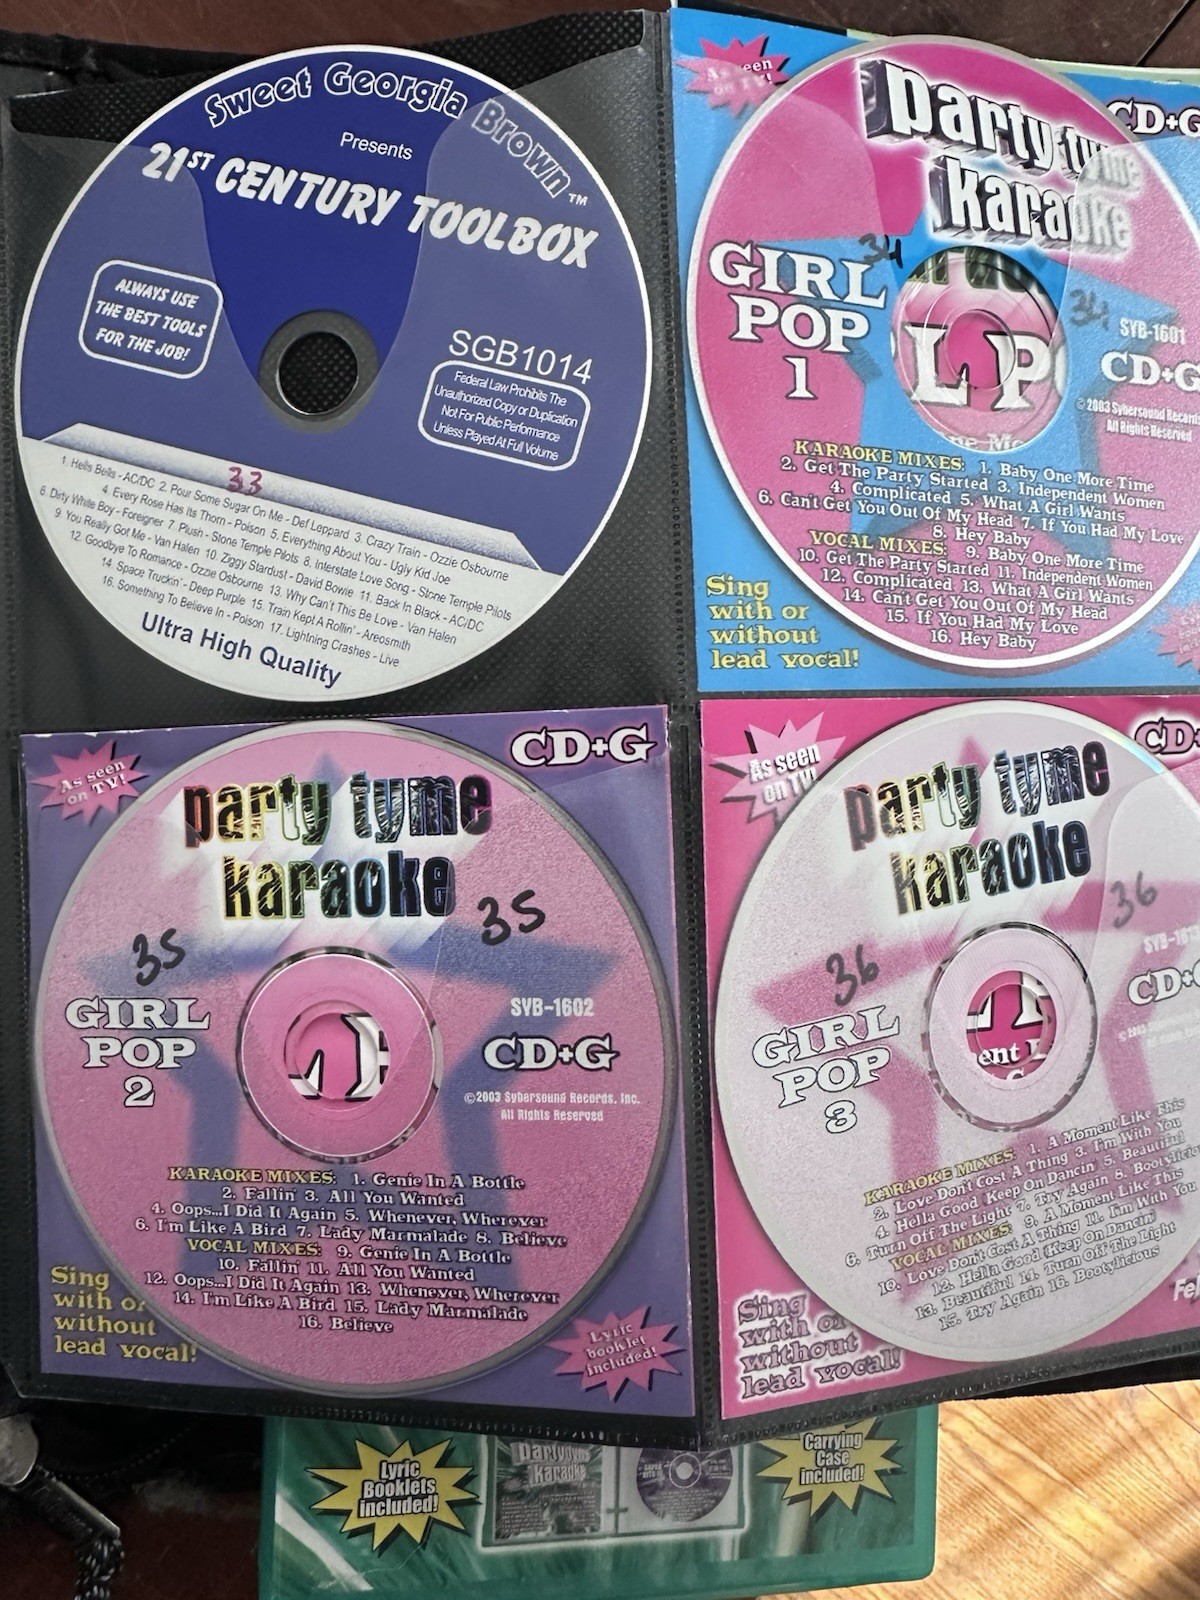 Sweet Georgia Brown™
Presents
21ST CENTURY TOOLBOX
ALWAYS USE
THE BEST TOOLS
FOR THE JOB!
SGB1014
Federal Law Prohibits The
Unauthorized Copy or Duplication
Not For Public Performance
Unless Played At Full Volume
33
1. Hells Bells - AC/DC 2. Pour Some Sugar On Me - Def Leppard 3. Crazy Train - Ozzie Osbourne
4. Every Rose Has Its Thorn - Poison 5. Everything About You - Ugly Kid Joe
6. Dirty White Boy - Foreigner 7. Plush - Stone Temple Pilots 8. Interstate Love Song - Stone Temple Pilots
9. You Really Got Me - Van Halen 10. Ziggy Stardust - David Bowie 11. Back In Black - AC/DC
12. Goodbye To Romance - Ozzie Osbourne 13. Why Can't This Be Love - Van Halen
14. Space Truckin' - Deep Purple 15. Train Kept A Rollin' - Areosmith
16. Something To Believe In - Poison 17. Lightning Crashes - Live
Ultra High Quality
As seen
on TV!
CD+G
party tyme
karaoke
34
34
GIRL
POP
1
SYB-1601
CD+G
©2003 Sybersound Records
All Rights Reserved
KARAOKE MIXES: 1. Baby One More Time
2. Get The Party Started 3. Independent Women
4. Complicated 5. What A Girl Wants
6. Can't Get You Out Of My Head 7. If You Had My Love
8. Hey Baby
VOCAL MIXES: 9. Baby One More Time
10. Get The Party Started 11. Independent Women
12. Complicated 13. What A Girl Wants
14. Can't Get You Out Of My Head
15. If You Had My Love
16. Hey Baby
Sing
with or
without
lead vocal!
As seen
on TV!
CD+G
party tyme
karaoke
35
35
GIRL
POP
2
SYB-1602
CD+G
©2003 Sybersound Records, Inc.
All Rights Reserved
KARAOKE MIXES: 1. Genie In A Bottle
2. Fallin' 3. All You Wanted
4. Oops...I Did It Again 5. Whenever, Wherever
6. I'm Like A Bird 7. Lady Marmalade 8. Believe
VOCAL MIXES: 9. Genie In A Bottle
10. Fallin' 11. All You Wanted
12. Oops...I Did It Again 13. Whenever, Wherever
14. I'm Like A Bird 15. Lady Marmalade
16. Believe
Sing
with or
without
lead vocal!
Lyric
booklet
included!
As seen
on TV!
CD+
party tyme
karaoke
36
36
GIRL
POP
3
CD+G
KARAOKE MIXES: 1. A Moment Like This
2. Love Don't Cost A Thing 3. I'm With You
4. Hella Good (Keep On Dancin') 5. Beautiful
6. Turn Off The Light 7. Try Again 8. Bootylicious
VOCAL MIXES: 9. A Moment Like This
10. Love Don't Cost A Thing 11. I'm With You
12. Hella Good (Keep On Dancin')
13. Beautiful 14. Turn Off The Light
15. Try Again 16. Bootylicious
Sing
with or
without
lead vocal!
Lyric
Booklets
included!
party tyme
karaoke
Carrying
Case
included!